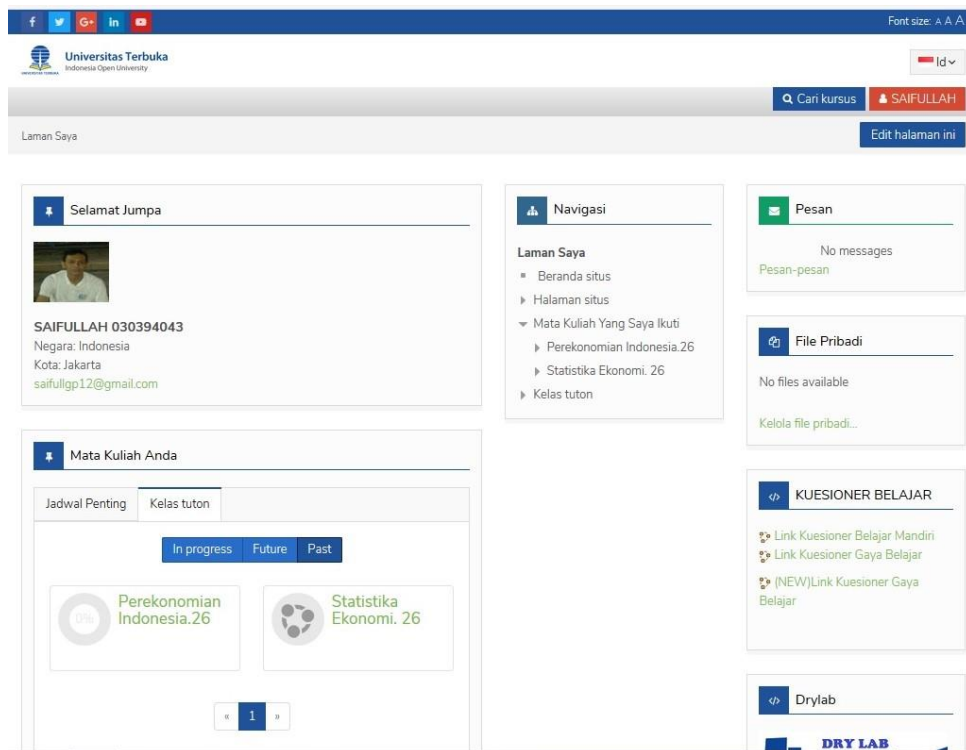 Font size: A A A
Universitas Terbuka
Indonesia Open University
UNIVERSITAS TERBUKA
Id
Cari kursus
SAIFULLAH
Laman Saya
Edit halaman ini
Selamat Jumpa
SAIFULLAH 030394043
Negara: Indonesia
Kota: Jakarta
saifullgp12@gmail.com
Mata Kuliah Anda
Jadwal Penting
Kelas tuton
In progress
Future
Past
0%
Perekonomian
Indonesia.26
Statistika
Ekonomi. 26
« 1 »
Navigasi
Laman Saya
Beranda situs
Halaman situs
Mata Kuliah Yang Saya Ikuti
Perekonomian Indonesia.26
Statistika Ekonomi. 26
Kelas tuton
Pesan
No messages
Pesan-pesan
File Pribadi
No files available
Kelola file pribadi...
KUESIONER BELAJAR
Link Kuesioner Belajar Mandiri
Link Kuesioner Gaya Belajar
(NEW)Link Kuesioner Gaya
Belajar
Drylab
DRY LAB